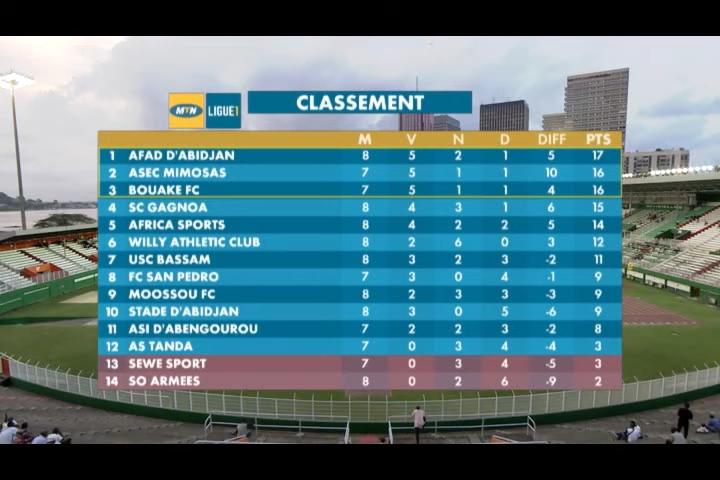 MTN LIGUE1 CLASSEMENT
M V N D DIFF PTS
1 AFAD D'ABIDJAN 8 5 2 1 5 17
2 ASEC MIMOSAS 7 5 1 1 10 16
3 BOUAKE FC 7 5 1 1 4 16
4 SC GAGNOA 8 4 3 1 6 15
5 AFRICA SPORTS 8 4 2 2 5 14
6 WILLY ATHLETIC CLUB 8 2 6 0 3 12
7 USC BASSAM 8 3 2 3 -2 11
8 FC SAN PEDRO 7 3 0 4 -1 9
9 MOOSSOU FC 8 2 3 3 -3 9
10 STADE D'ABIDJAN 8 3 0 5 -6 9
11 ASI D'ABENGOUROU 7 2 2 3 -2 8
12 AS TANDA 7 0 3 4 -4 3
13 SEWE SPORT 7 0 3 4 -5 3
14 SO ARMEES 8 0 2 6 -9 2